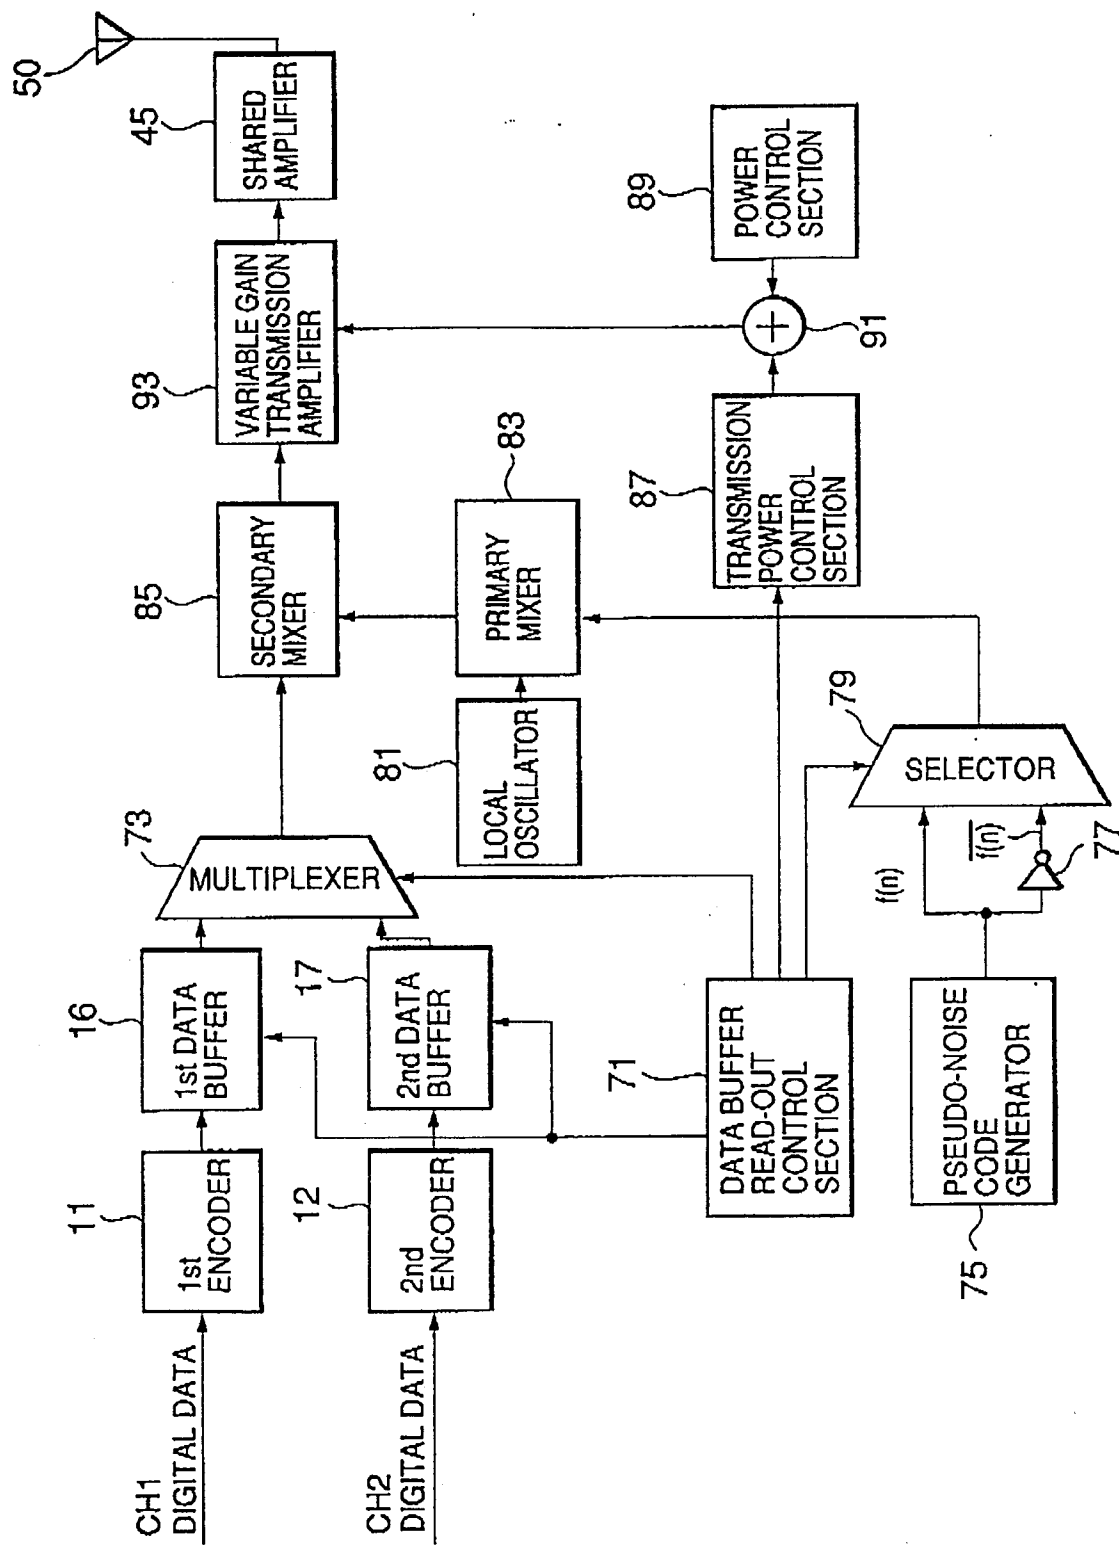 CH1
DIGITAL DATA
11
1st
ENCODER
16
1st DATA
BUFFER
73
MULTIPLEXER
85
SECONDARY
MIXER
93
VARIABLE GAIN
TRANSMISSION
AMPLIFIER
45
SHARED
AMPLIFIER
50
CH2
DIGITAL DATA
12
2nd
ENCODER
17
2nd DATA
BUFFER
81
LOCAL
OSCILLATOR
83
PRIMARY
MIXER
71
DATA BUFFER
READ-OUT
CONTROL
SECTION
87
TRANSMISSION
POWER
CONTROL
SECTION
91
+
89
POWER
CONTROL
SECTION
75
PSEUDO-NOISE
CODE
GENERATOR
f(n)
f(n)
77
79
SELECTOR